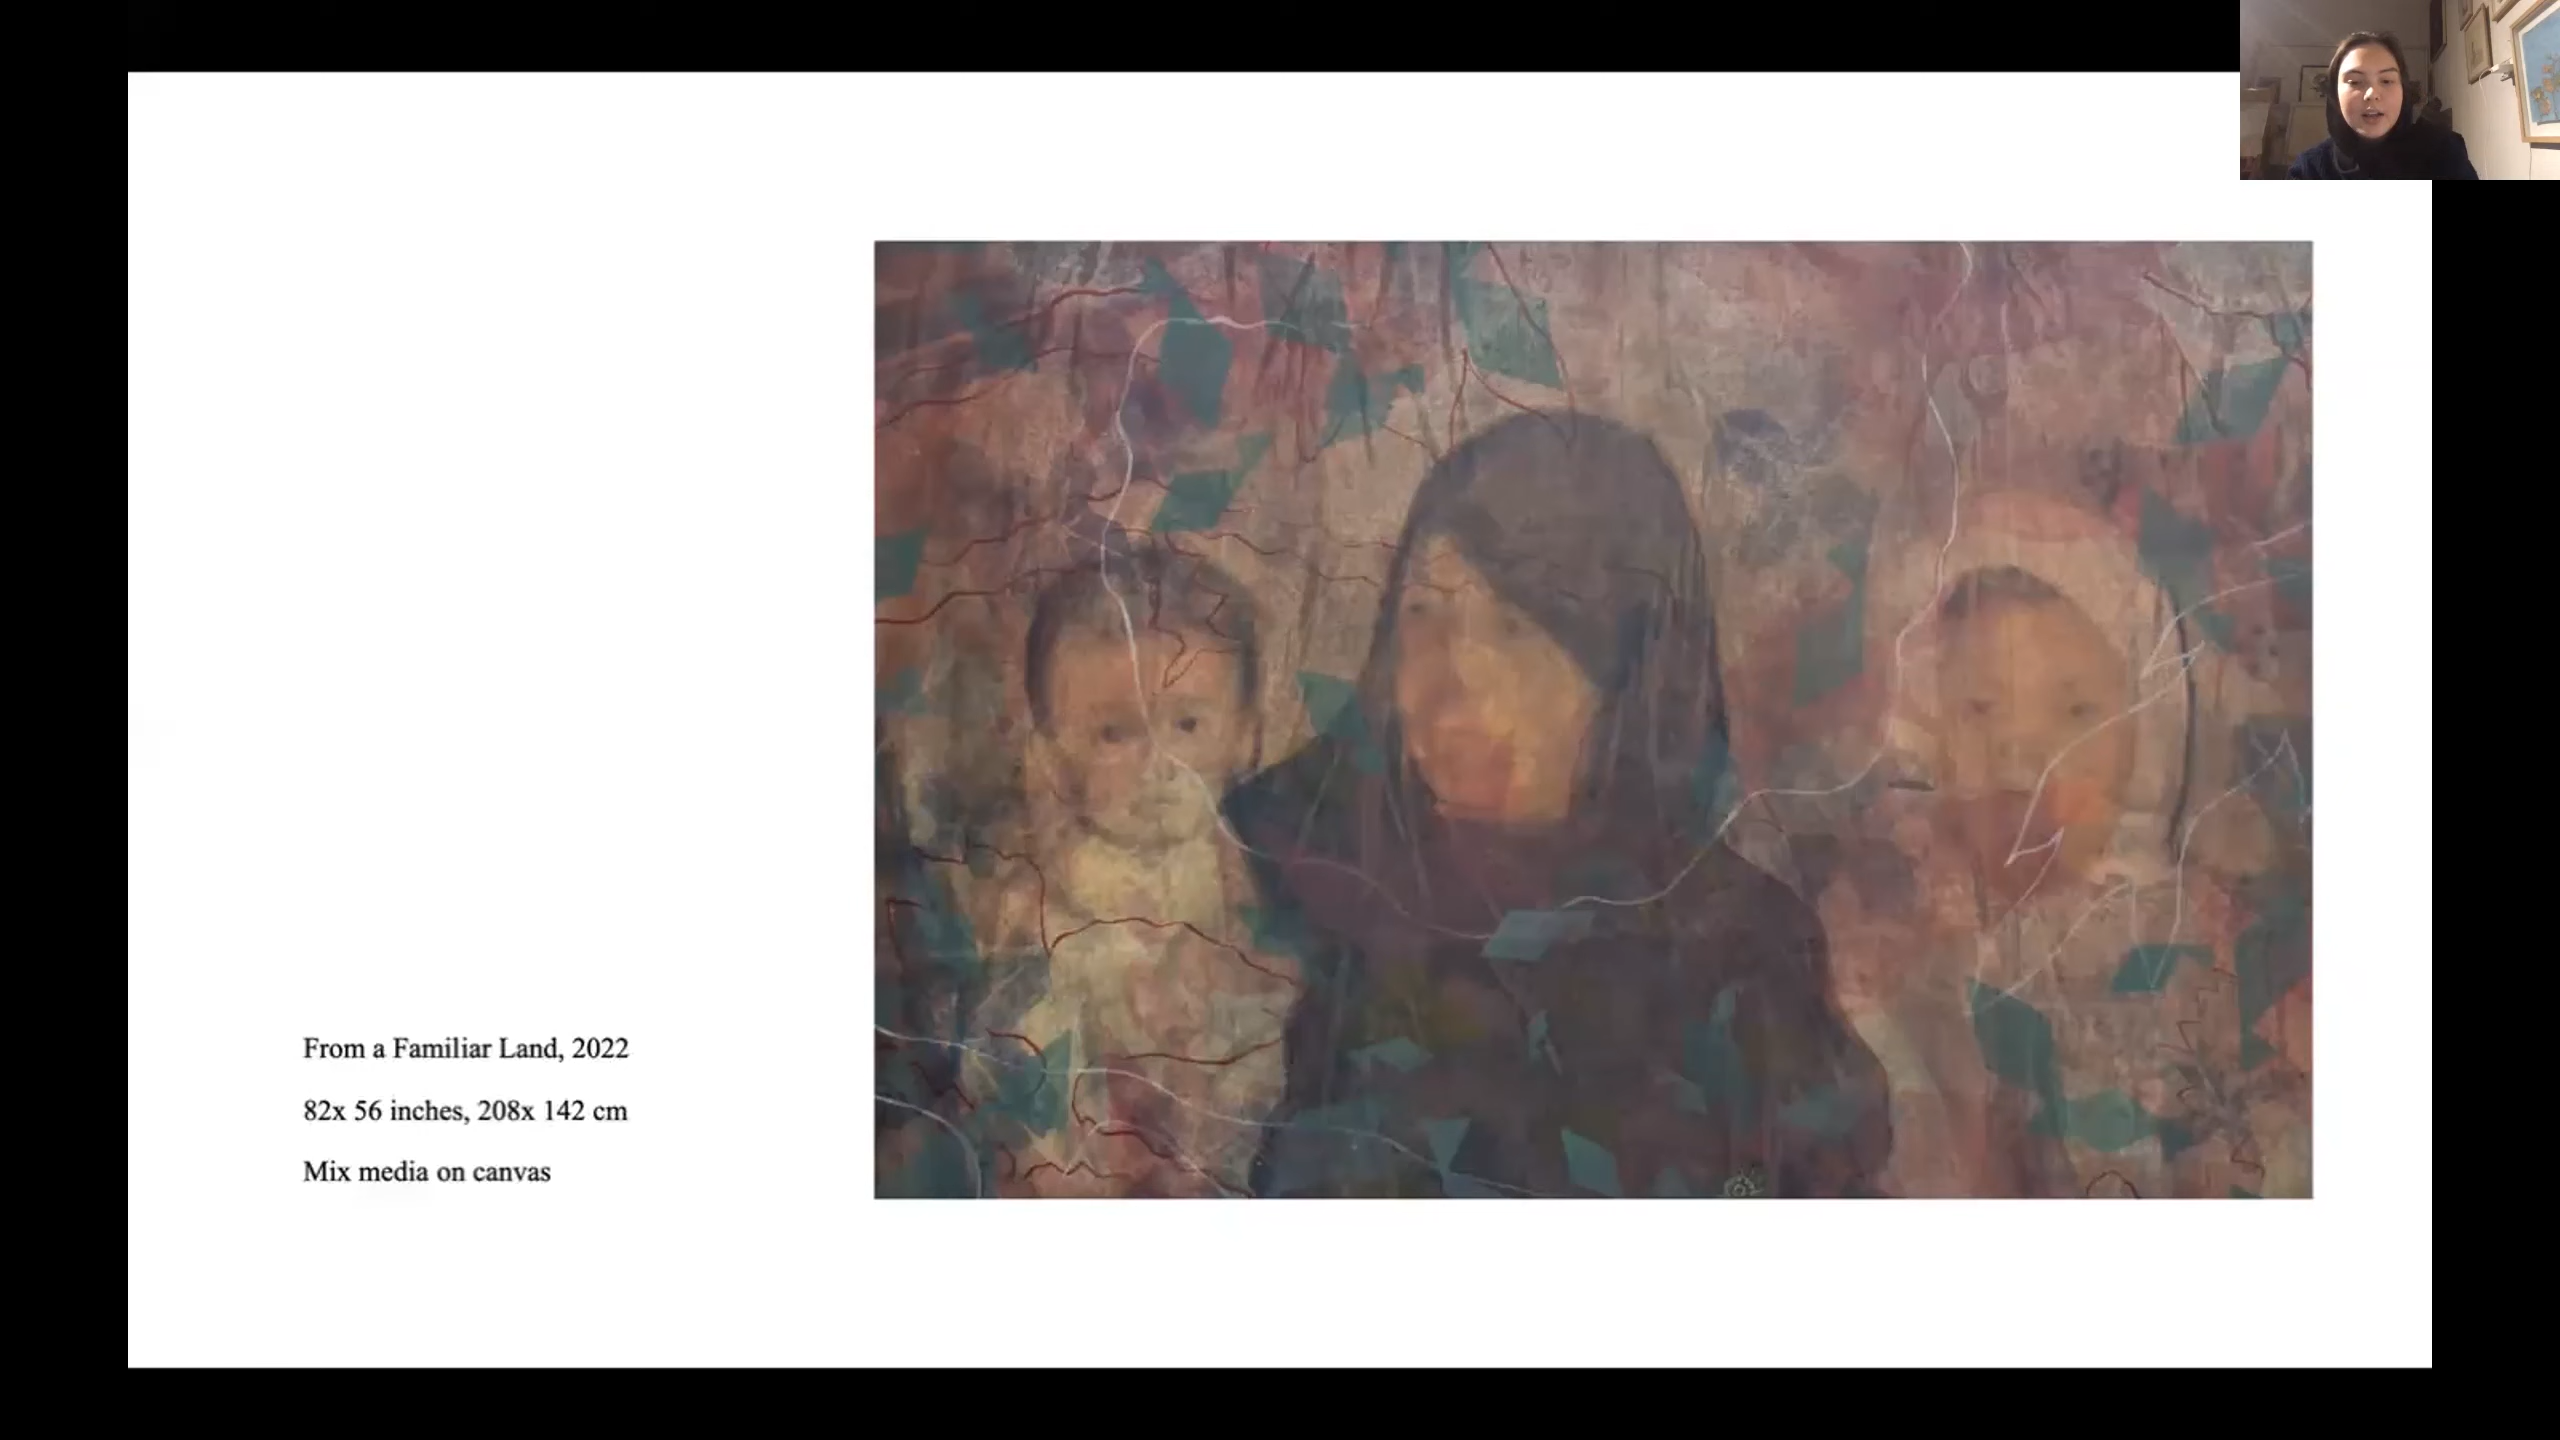 From a Familiar Land, 2022
82x 56 inches, 208x 142 cm
Mix media on canvas